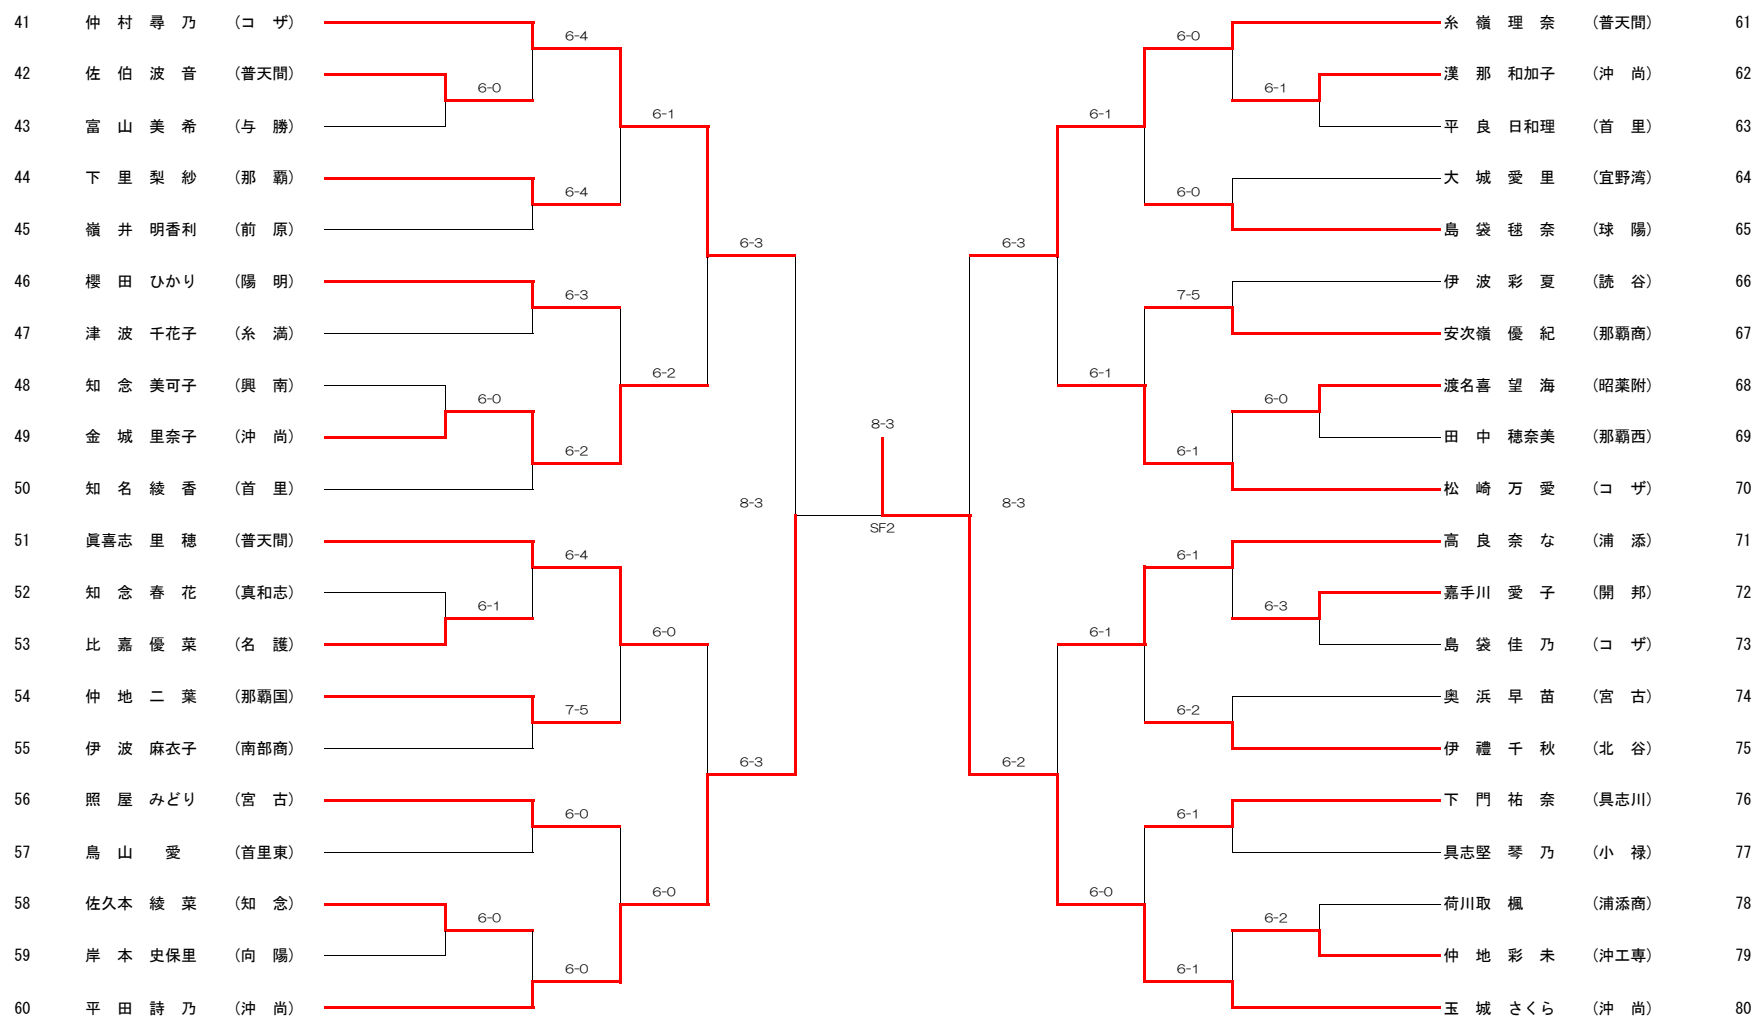 41 仲 村 尋 乃 (コ ザ)
6-4
42 佐 伯 波 音 (普天間)
6-0
6-1
43 富 山 美 希 (与 勝)
44 下 里 梨 紗 (那 覇)
6-4
45 嶺 井 明香利 (前 原)
6-3
46 櫻 田 ひかり (陽 明)
6-3
47 津 波 千花子 (糸 満)
6-2
48 知 念 美可子 (興 南)
6-0
49 金 城 里奈子 (沖 尚)
6-2
50 知 名 綾 香 (首 里)
8-3
51 眞喜志 里 穂 (普天間)
6-4
52 知 念 春 花 (真和志)
6-1
53 比 嘉 優 菜 (名 護)
6-0
54 仲 地 二 葉 (那覇国)
7-5
55 伊 波 麻衣子 (南部商)
6-3
56 照 屋 みどり (宮 古)
6-0
57 鳥 山 愛 (首里東)
6-0
58 佐久本 綾 菜 (知 念)
6-0
59 岸 本 史保里 (向 陽)
6-0
60 平 田 詩 乃 (沖 尚)
8-3
SF2
糸 嶺 理 奈 (普天間) 61
6-0
漢 那 和加子 (沖 尚) 62
6-1
6-1
平 良 日和理 (首 里) 63
大 城 愛 里 (宜野湾) 64
6-0
島 袋 毬 奈 (球 陽) 65
6-3
伊 波 彩 夏 (読 谷) 66
7-5
安次嶺 優 紀 (那覇商) 67
6-1
渡名喜 望 海 (昭薬附) 68
6-0
田 中 穂奈美 (那覇西) 69
6-1
松 崎 万 愛 (コ ザ) 70
8-3
高 良 奈 な (浦 添) 71
6-1
嘉手川 愛 子 (開 邦) 72
6-3
島 袋 佳 乃 (コ ザ) 73
6-1
奥 浜 早 苗 (宮 古) 74
6-2
伊 禮 千 秋 (北 谷) 75
6-2
下 門 祐 奈 (具志川) 76
6-1
具志堅 琴 乃 (小 禄) 77
6-0
荷川取 楓 (浦添商) 78
6-2
仲 地 彩 未 (沖工専) 79
6-1
玉 城 さくら (沖 尚) 80